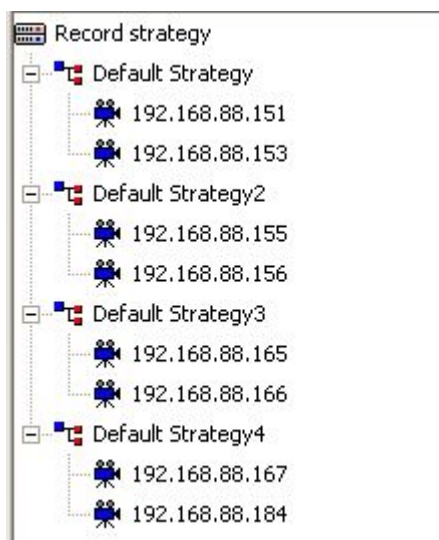 Record strategy
Default Strategy
192.168.88.151
192.168.88.153
Default Strategy2
192.168.88.155
192.168.88.156
Default Strategy3
192.168.88.165
192.168.88.166
Default Strategy4
192.168.88.167
192.168.88.184